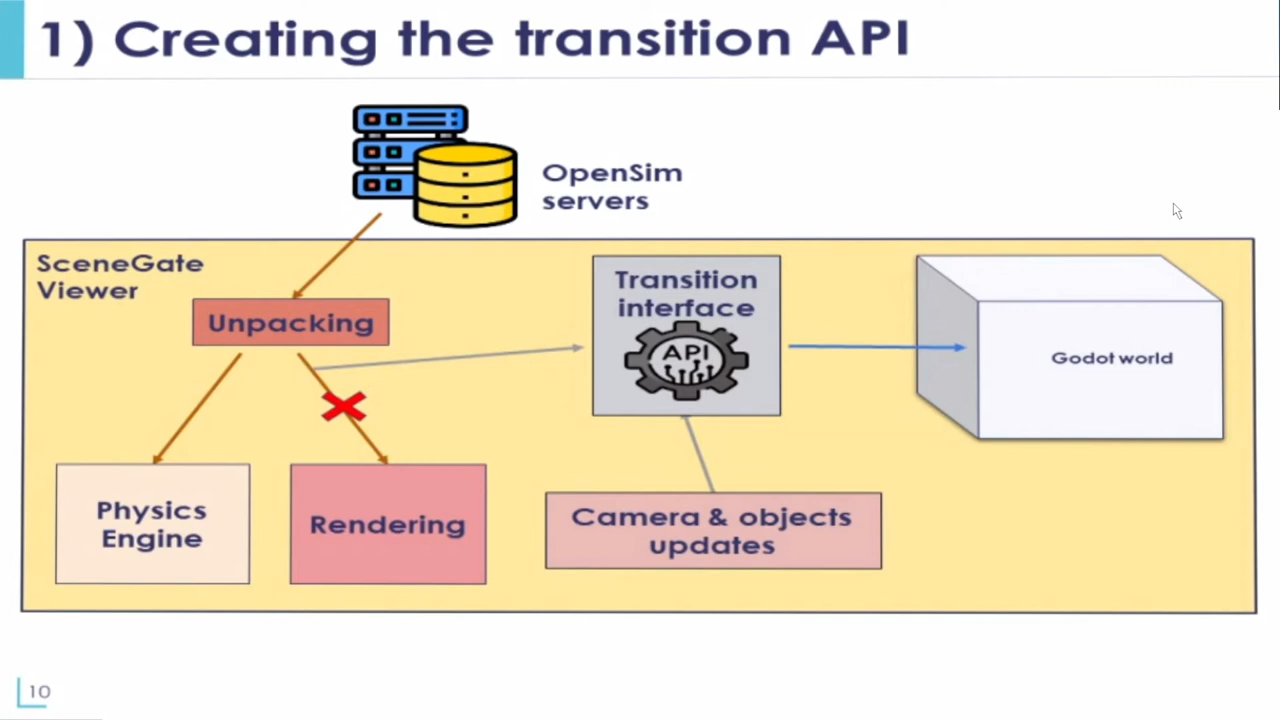 1) Creating the transition API
OpenSim
servers
SceneGate
Viewer
Unpacking
Transition
interface
API
Godot world
Physics
Engine
Rendering
Camera & objects
updates
10